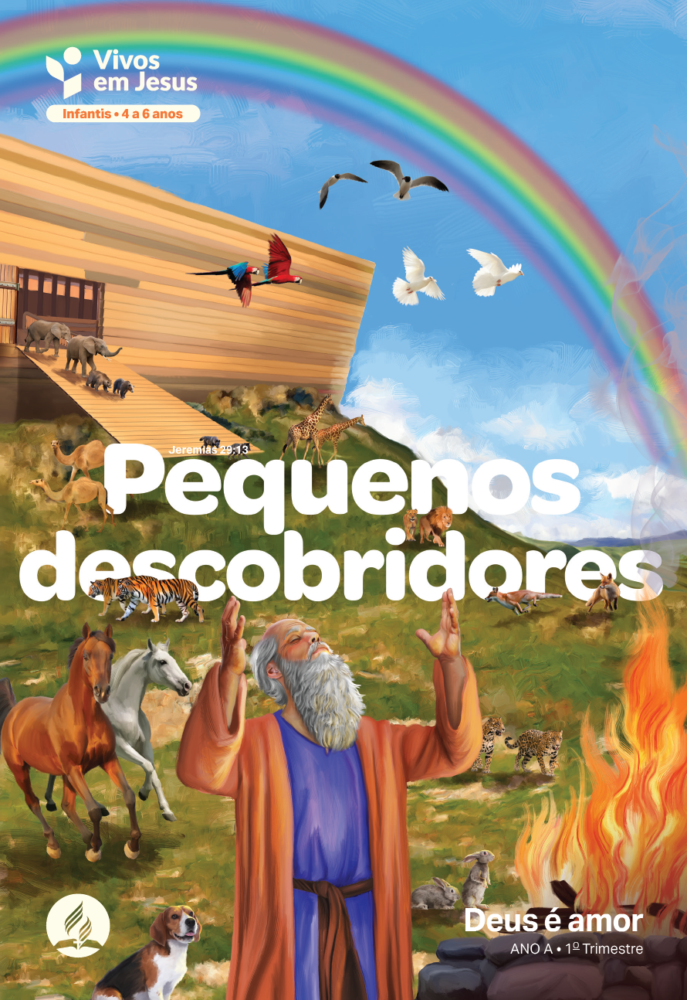 Vivos
em Jesus
Infantis • 4 a 6 anos
Jeremias 29:13
Pequenos
descobridores
Deus é amor
ANO A • 1º Trimestre